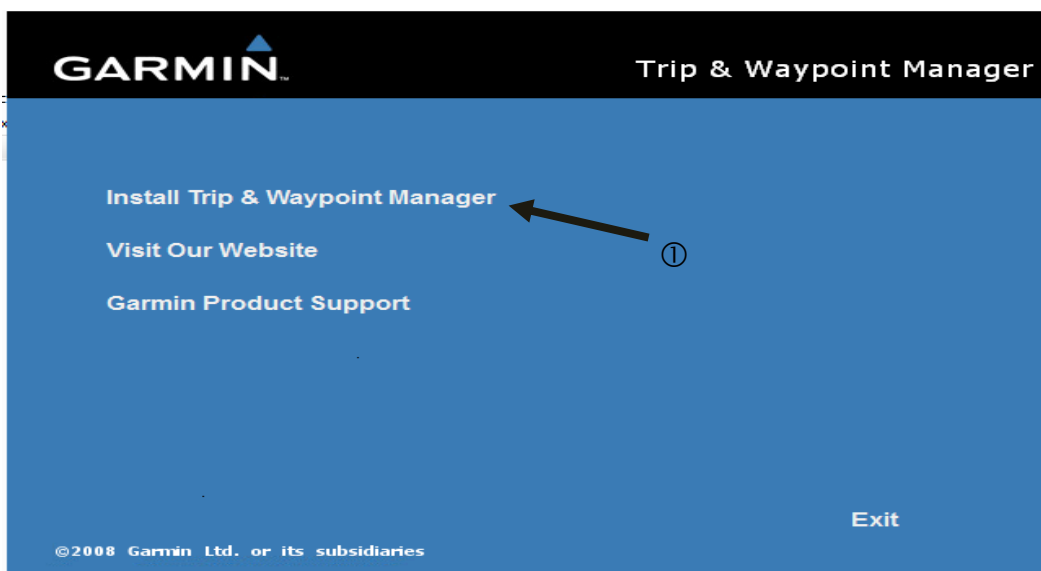 GARMIN™
Trip & Waypoint Manager
Install Trip & Waypoint Manager
①
Visit Our Website
Garmin Product Support
Exit
©2008 Garmin Ltd. or its subsidiaries